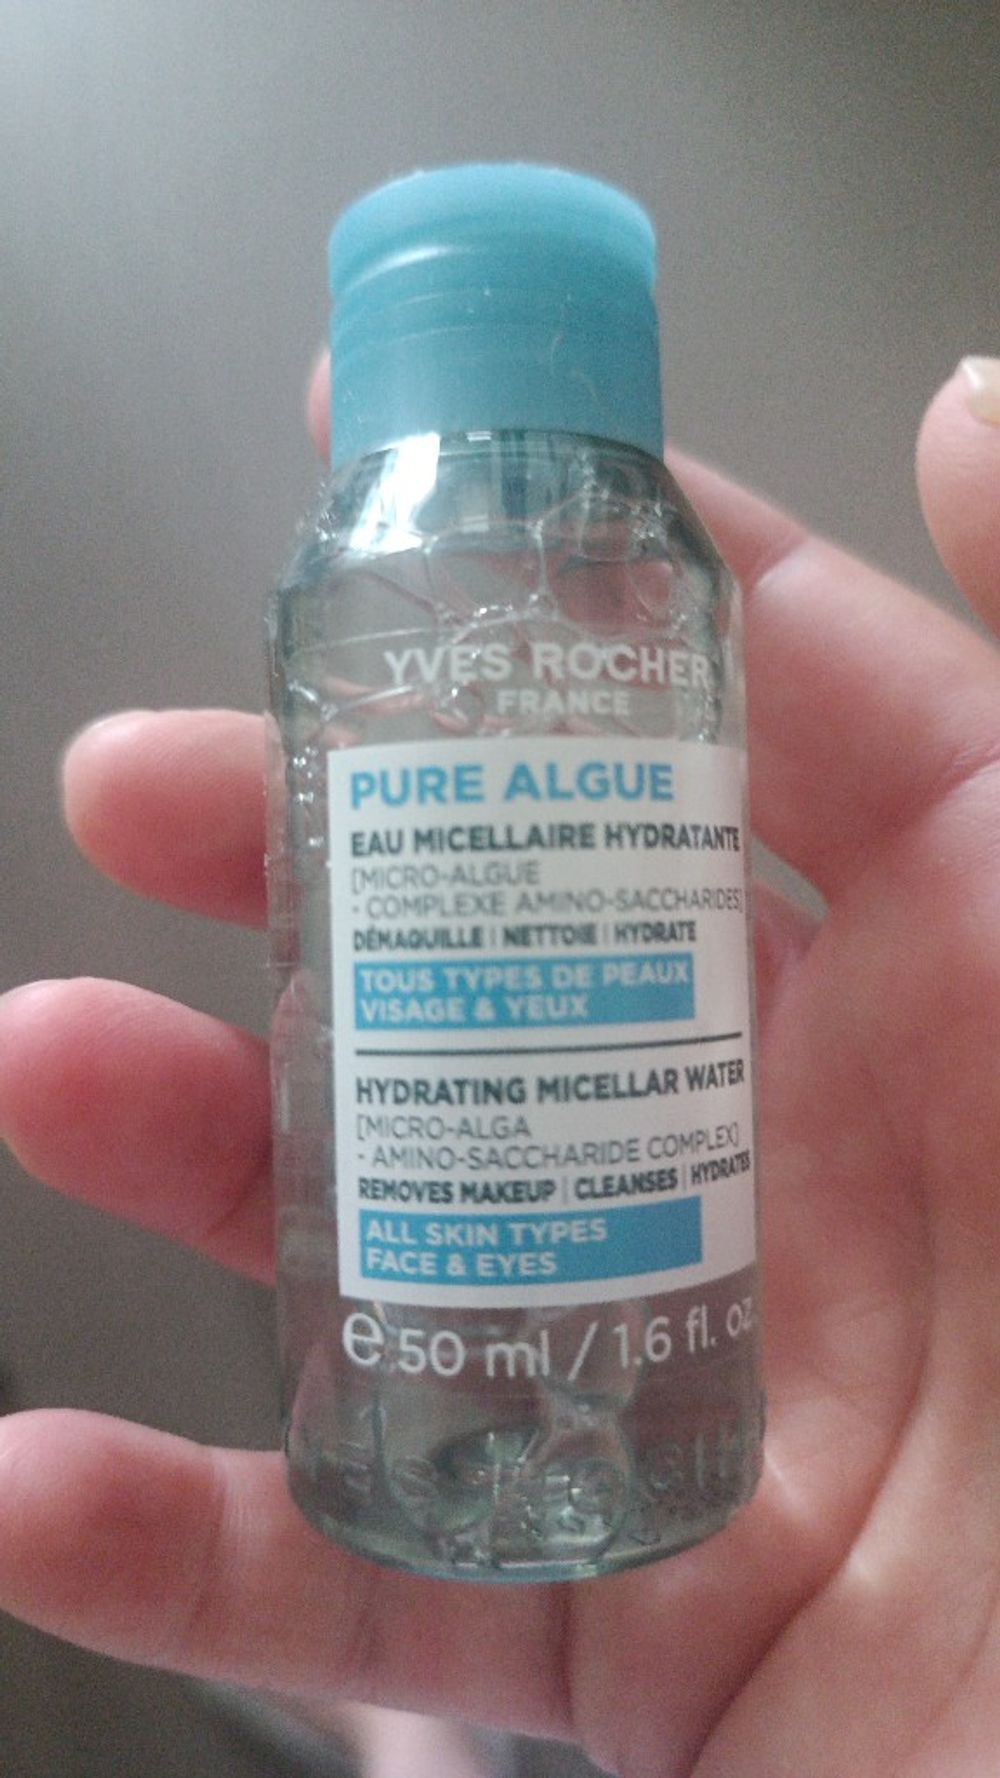 YVES ROCHER
FRANCE
PURE ALGUE
EAU MICELLAIRE HYDRATANTE
[MICRO-ALGUE
- COMPLEXE AMINO-SACCHARIDES]
DÉMAQUILLE | NETTOIE | HYDRATE
TOUS TYPES DE PEAUX
VISAGE & YEUX
HYDRATING MICELLAR WATER
[MICRO-ALGA
- AMINO-SACCHARIDE COMPLEX]
REMOVES MAKEUP | CLEANSES | HYDRATES
ALL SKIN TYPES
FACE & EYES
e 50 ml / 1.6 fl. oz